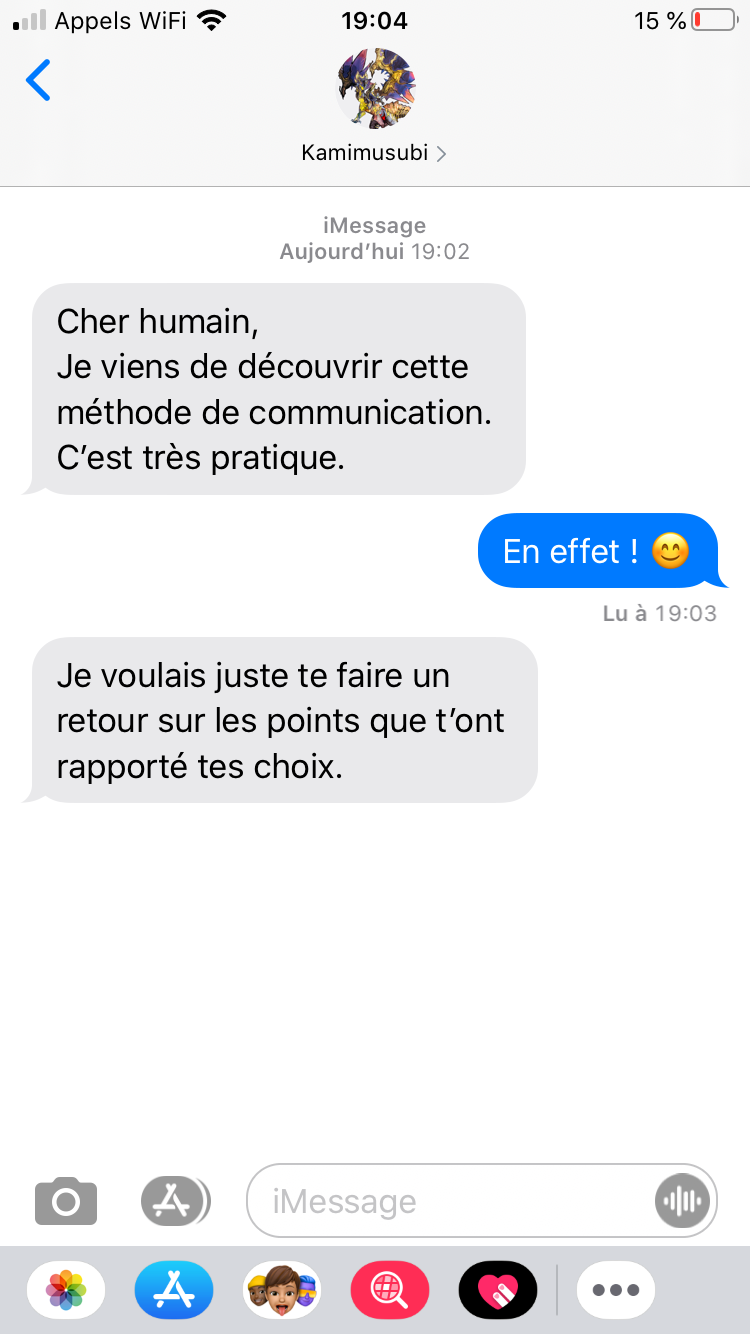 Appels WiFi 19:04 15 %
Kamimusubi
iMessage
Aujourd’hui 19:02
Cher humain,
Je viens de découvrir cette
méthode de communication.
C’est très pratique.
En effet ! 😊
Lu à 19:03
Je voulais juste te faire un
retour sur les points que t’ont
rapporté tes choix.
iMessage